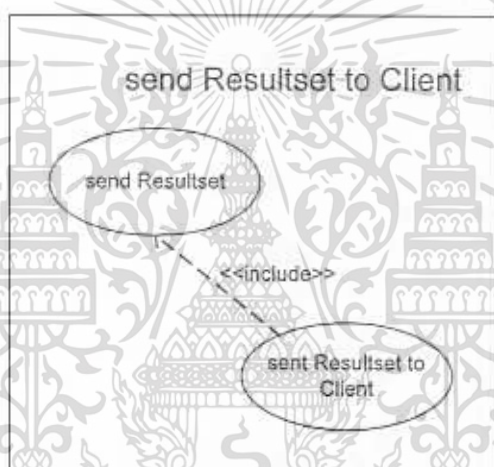 send Resultset to Client
send Resultset
<<include>>
sent Resultset to
Client